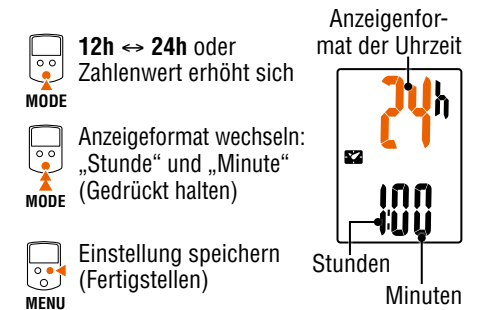 12h ⇔ 24h oder
Zahlenwert erhöht sich
MODE
Anzeigeformat wechseln:
„Stunde“ und „Minute“
(Gedrückt halten)
MODE
Einstellung speichern
(Fertigstellen)
MENU
Anzeigenfor-
mat der Uhrzeit
24h
1:00
Stunden
Minuten